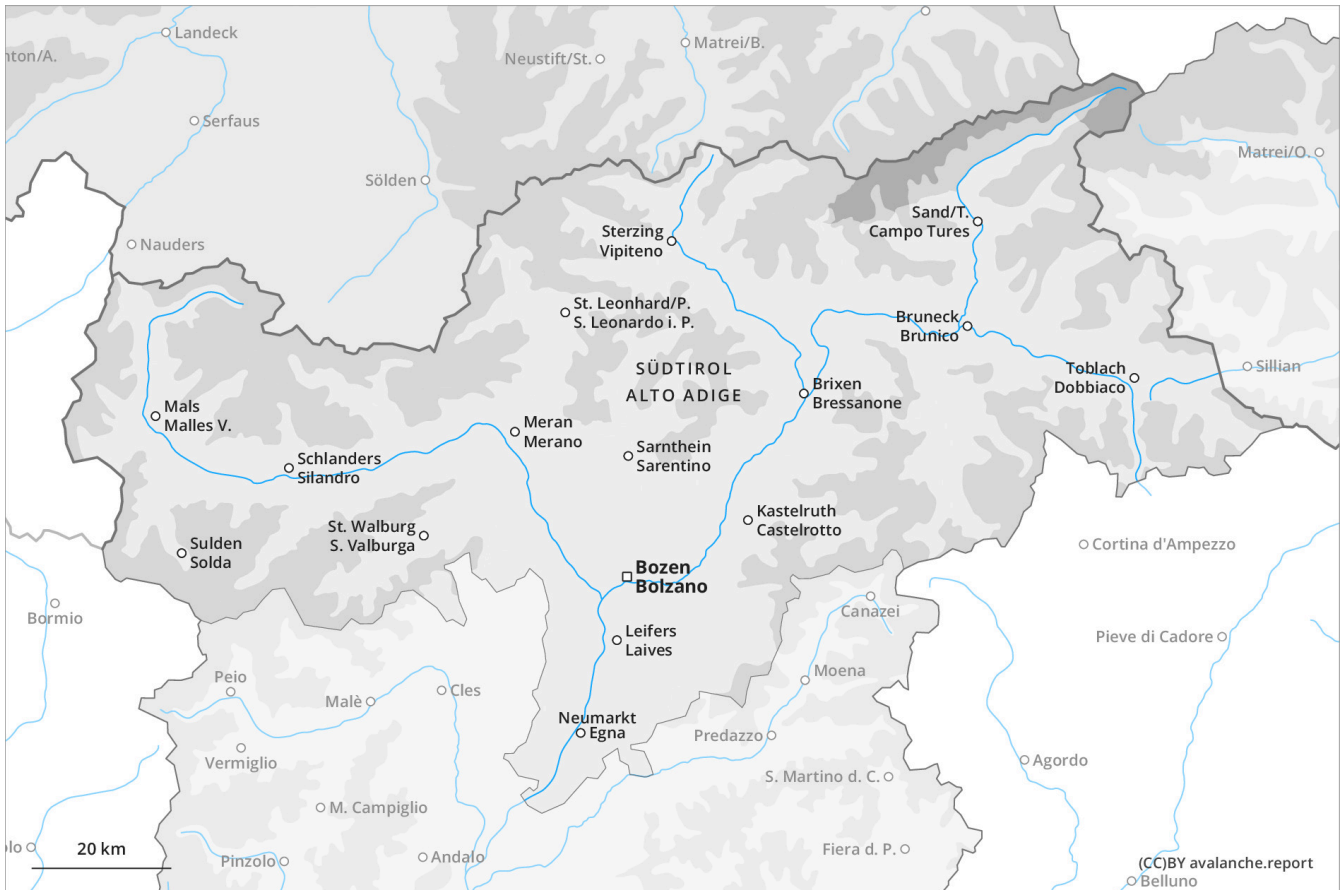 Landeck
nton/A.
Matrei/B.
Neustift/St.
Serfaus
Matrei/O.
Sölden
Sand/T.
Campo Tures
Sterzing
Vipiteno
Nauders
St. Leonhard/P.
S. Leonardo i. P.
Bruneck
Brunico
SÜDTIROL
ALTO ADIGE
Toblach
Dobbiaco
Sillian
Brixen
Bressanone
Mals
Malles V.
Meran
Merano
Schlanders
Silandro
Sarnthein
Sarentino
Kastelruth
Castelrotto
St. Walburg
S. Valburga
Sulden
Solda
Cortina d'Ampezzo
Bozen
Bolzano
Bormio
Canazei
Leifers
Laives
Pieve di Cadore
Peio
Malè
Cles
Moena
Neumarkt
Egna
Predazzo
Vermiglio
Agordo
S. Martino d. C.
M. Campiglio
olo
20 km
Pinzolo
Andalo
Fiera d. P.
(CC)BY avalanche.report
Belluno